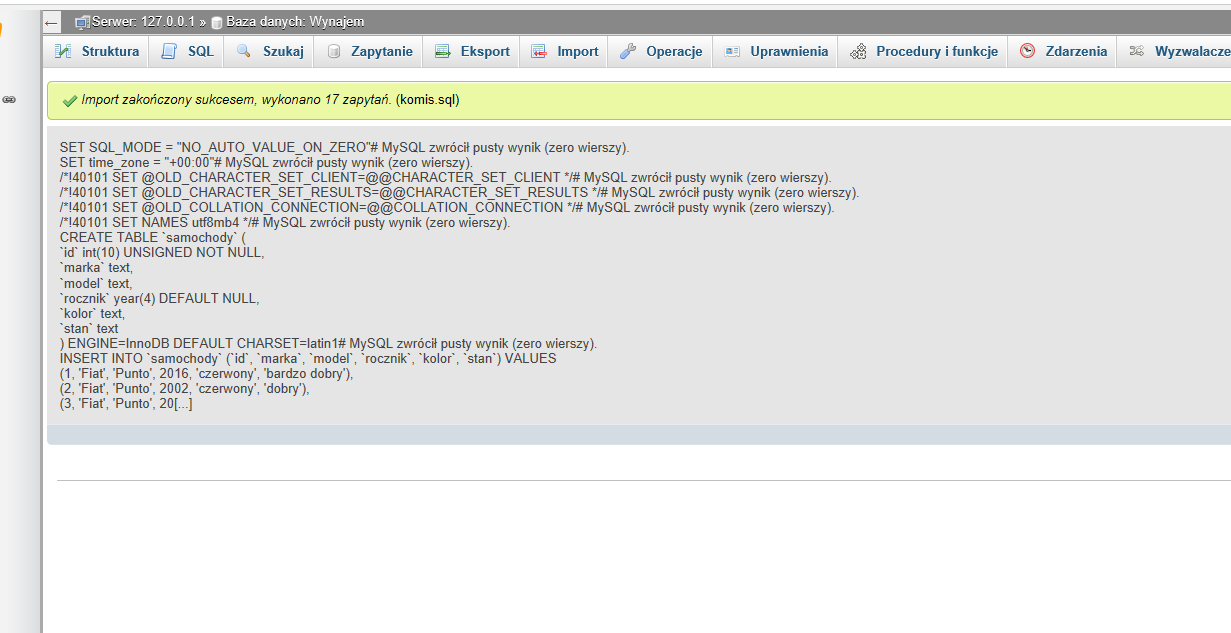 ← Serwer: 127.0.0.1 » Baza danych: Wynajem
Struktura SQL Szukaj Zapytanie Eksport Import Operacje Uprawnienia Procedury i funkcje Zdarzenia Wyzwalacze
Import zakończony sukcesem, wykonano 17 zapytań. (komis.sql)
SET SQL_MODE = "NO_AUTO_VALUE_ON_ZERO"# MySQL zwrócił pusty wynik (zero wierszy).
SET time_zone = "+00:00"# MySQL zwrócił pusty wynik (zero wierszy).
/*!40101 SET @OLD_CHARACTER_SET_CLIENT=@@CHARACTER_SET_CLIENT */# MySQL zwrócił pusty wynik (zero wierszy).
/*!40101 SET @OLD_CHARACTER_SET_RESULTS=@@CHARACTER_SET_RESULTS */# MySQL zwrócił pusty wynik (zero wierszy).
/*!40101 SET @OLD_COLLATION_CONNECTION=@@COLLATION_CONNECTION */# MySQL zwrócił pusty wynik (zero wierszy).
/*!40101 SET NAMES utf8mb4 */# MySQL zwrócił pusty wynik (zero wierszy).
CREATE TABLE `samochody` (
`id` int(10) UNSIGNED NOT NULL,
`marka` text,
`model` text,
`rocznik` year(4) DEFAULT NULL,
`kolor` text,
`stan` text
) ENGINE=InnoDB DEFAULT CHARSET=latin1# MySQL zwrócił pusty wynik (zero wierszy).
INSERT INTO `samochody` (`id`, `marka`, `model`, `rocznik`, `kolor`, `stan`) VALUES
(1, 'Fiat', 'Punto', 2016, 'czerwony', 'bardzo dobry'),
(2, 'Fiat', 'Punto', 2002, 'czerwony', 'dobry'),
(3, 'Fiat', 'Punto', 20[...]